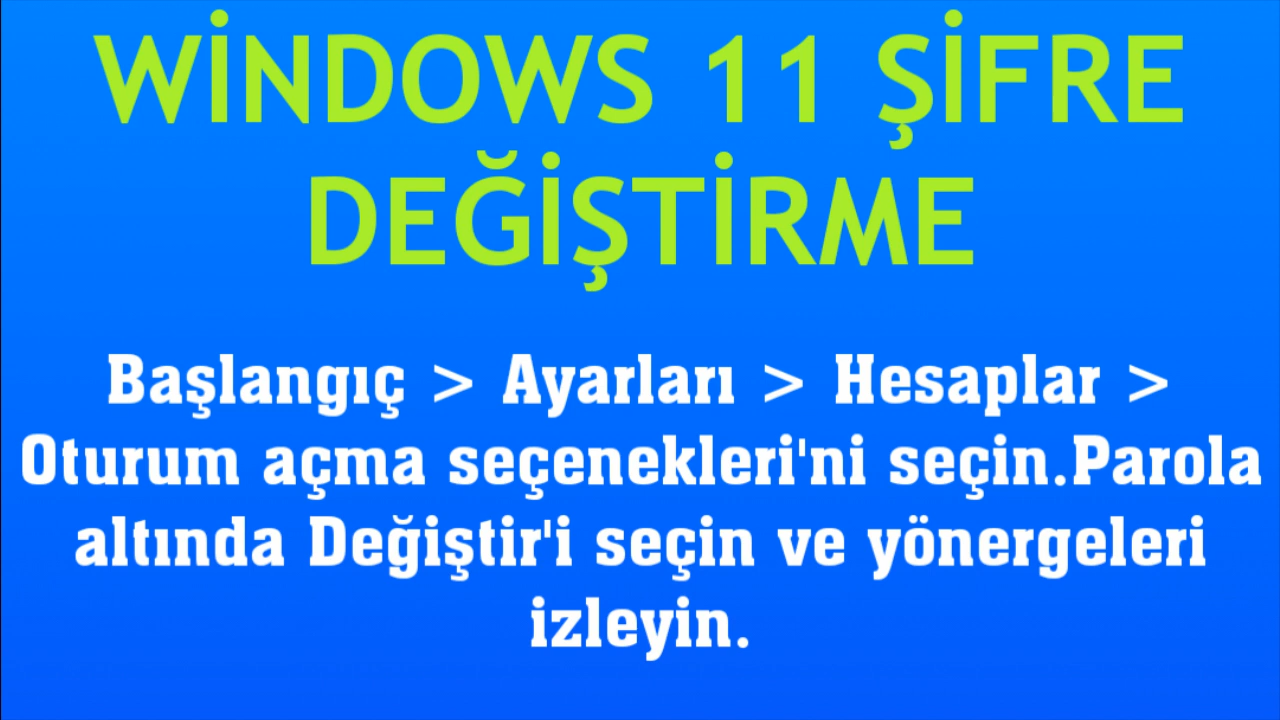 WİNDOWS 11 ŞİFRE
DEĞİŞTİRME
Başlangıç > Ayarları > Hesaplar >
Oturum açma seçenekleri'ni seçin.Parola
altında Değiştir'i seçin ve yönergeleri
izleyin.